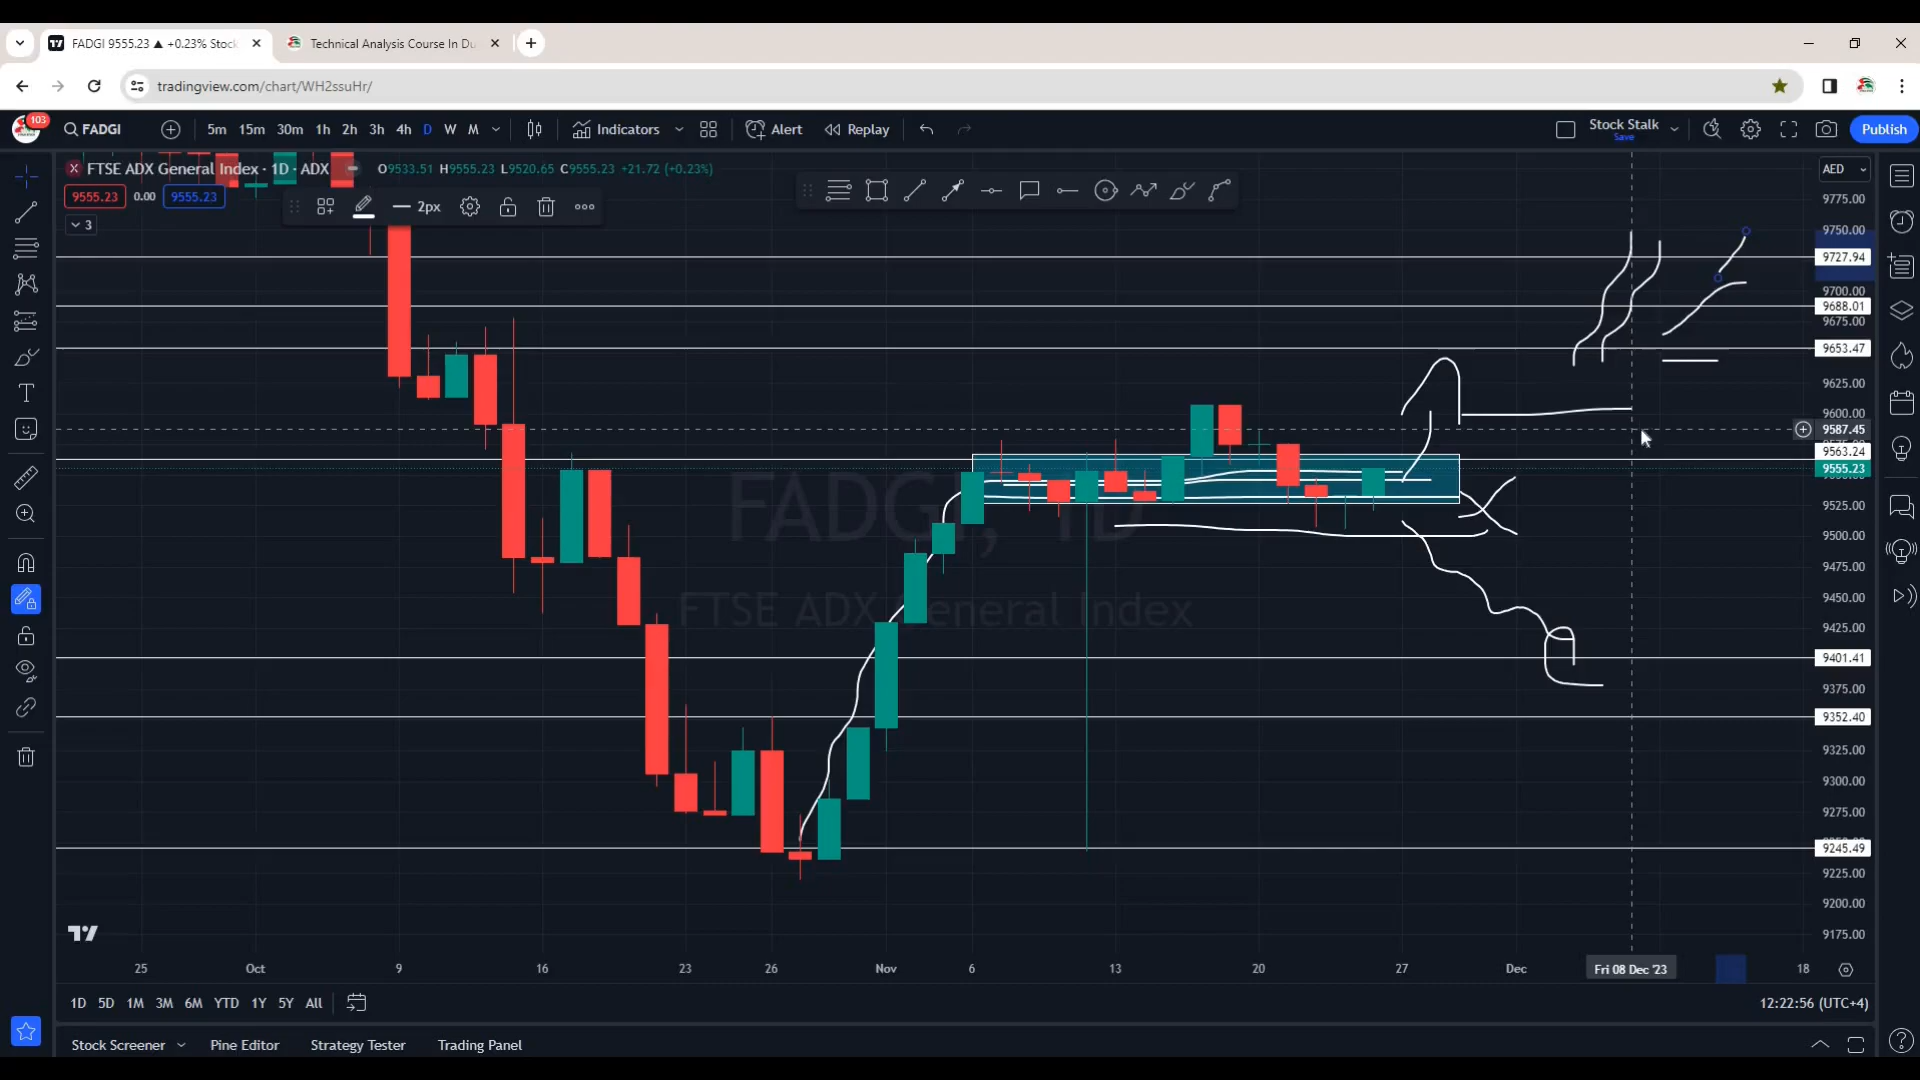 FADGI 9555.23 ▲ +0.23% Stock
Technical Analysis Course In Du
tradingview.com/chart/WH2ssuHr/
103
FADGI
5m 15m 30m 1h 2h 3h 4h D W M
Indicators
Alert
Replay
Stock Stalk
Save
Publish
FTSE ADX General Index · 1D · ADX
O9533.51 H9555.23 L9520.65 C9555.23 +21.72 (+0.23%)
AED
9555.23 0.00 9555.23
2px
3
9775.00
9750.00
9727.94
9700.00
9688.01
9675.00
9653.47
9625.00
9600.00
9587.45
9563.24
9555.23
9525.00
9500.00
9475.00
9450.00
9425.00
9401.41
9375.00
9352.40
9325.00
9300.00
9275.00
9245.49
9225.00
9200.00
9175.00
FADGI, 1D
FTSE ADX General Index
25 Oct 9 16 23 26 Nov 6 13 20 27 Dec Fri 08 Dec '23 18
1D 5D 1M 3M 6M YTD 1Y 5Y All
12:22:56 (UTC+4)
Stock Screener
Pine Editor
Strategy Tester
Trading Panel